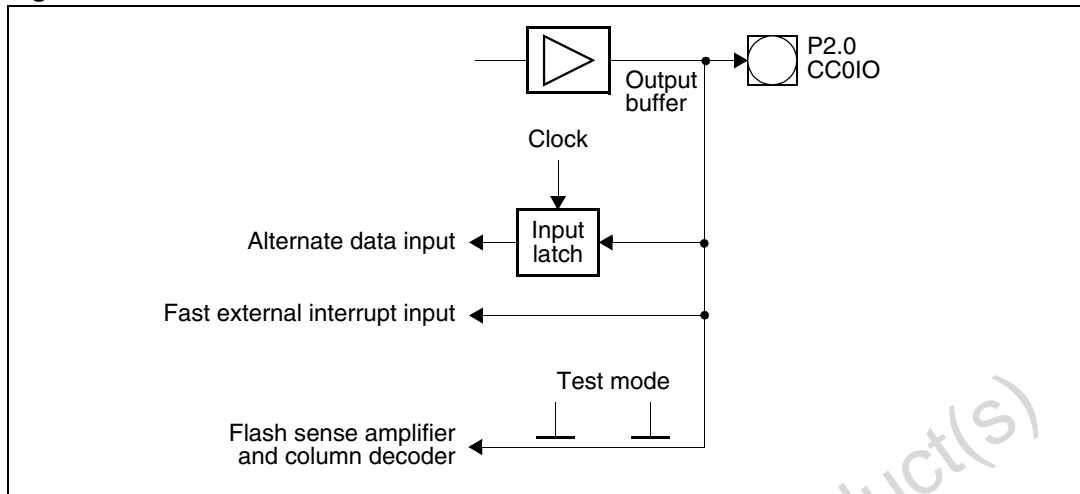 P2.0
CC0IO
Output
buffer
Clock
Input
latch
Alternate data input
Fast external interrupt input
Test mode
Flash sense amplifier
and column decoder